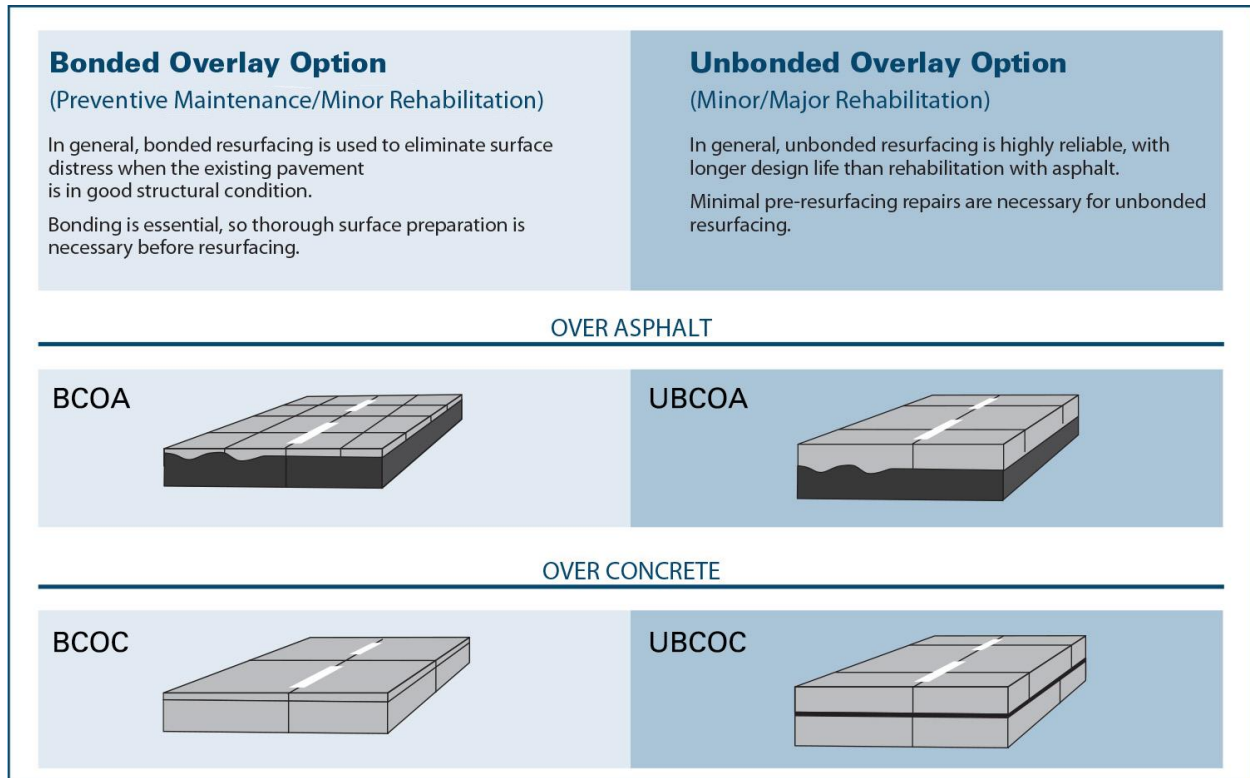 Bonded Overlay Option
(Preventive Maintenance/Minor Rehabilitation)
In general, bonded resurfacing is used to eliminate surface
distress when the existing pavement
is in good structural condition.
Bonding is essential, so thorough surface preparation is
necessary before resurfacing.
Unbonded Overlay Option
(Minor/Major Rehabilitation)
In general, unbonded resurfacing is highly reliable, with
longer design life than rehabilitation with asphalt.
Minimal pre-resurfacing repairs are necessary for unbonded
resurfacing.
OVER ASPHALT
BCOA
UBCOA
OVER CONCRETE
BCOC
UBCOC